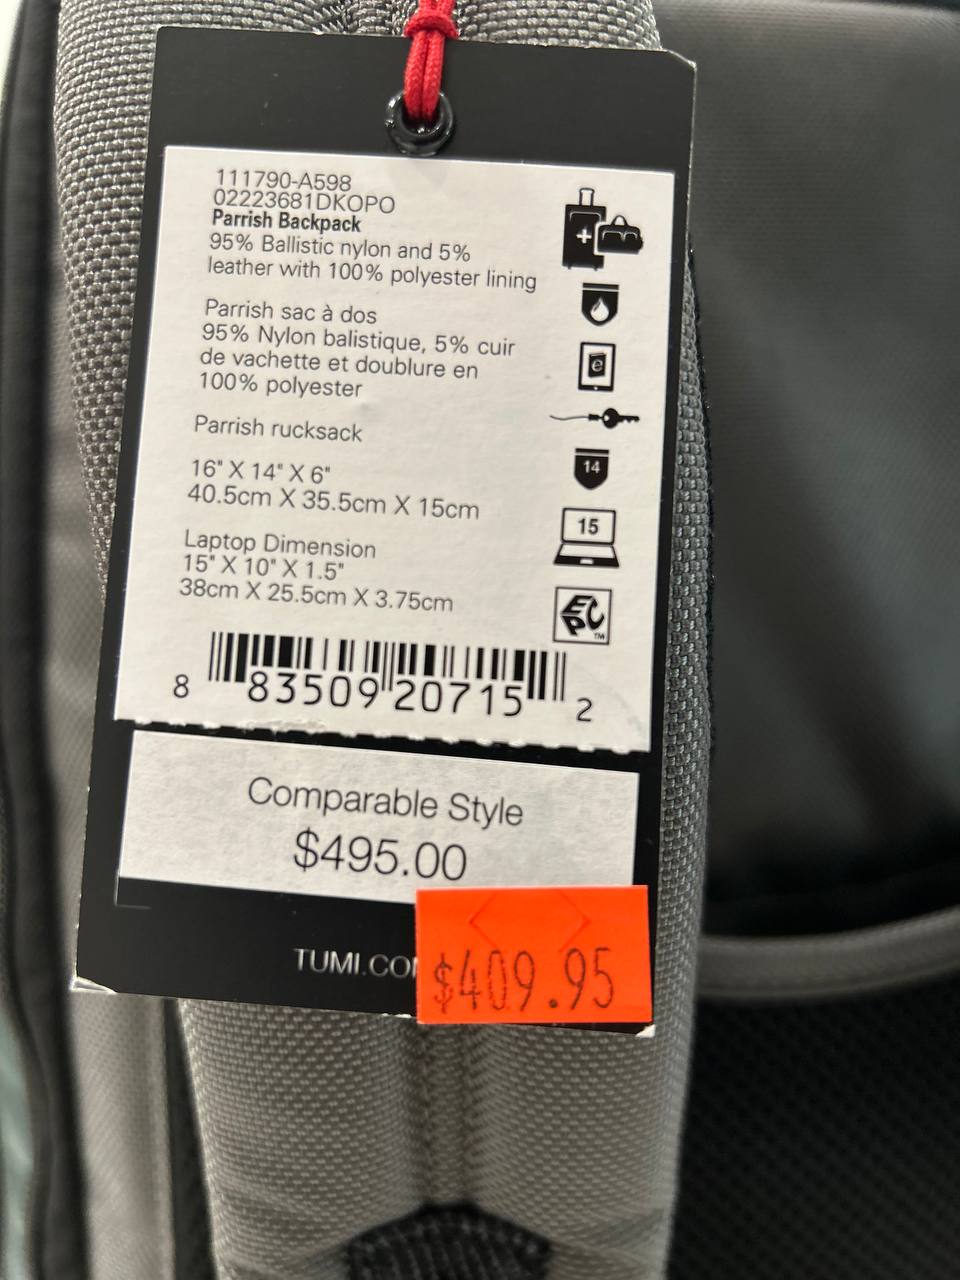 111790-A598
02223681DKOPO
Parrish Backpack
95% Ballistic nylon and 5%
leather with 100% polyester lining
Parrish sac à dos
95% Nylon balistique, 5% cuir
de vachette et doublure en
100% polyester
Parrish rucksack
16" X 14" X 6"
40.5cm X 35.5cm X 15cm
Laptop Dimension
15" X 10" X 1.5"
38cm X 25.5cm X 3.75cm
e
14
15
EPC™
8 83509 20715 2
Comparable Style
$495.00
TUMI.CO
$409.95